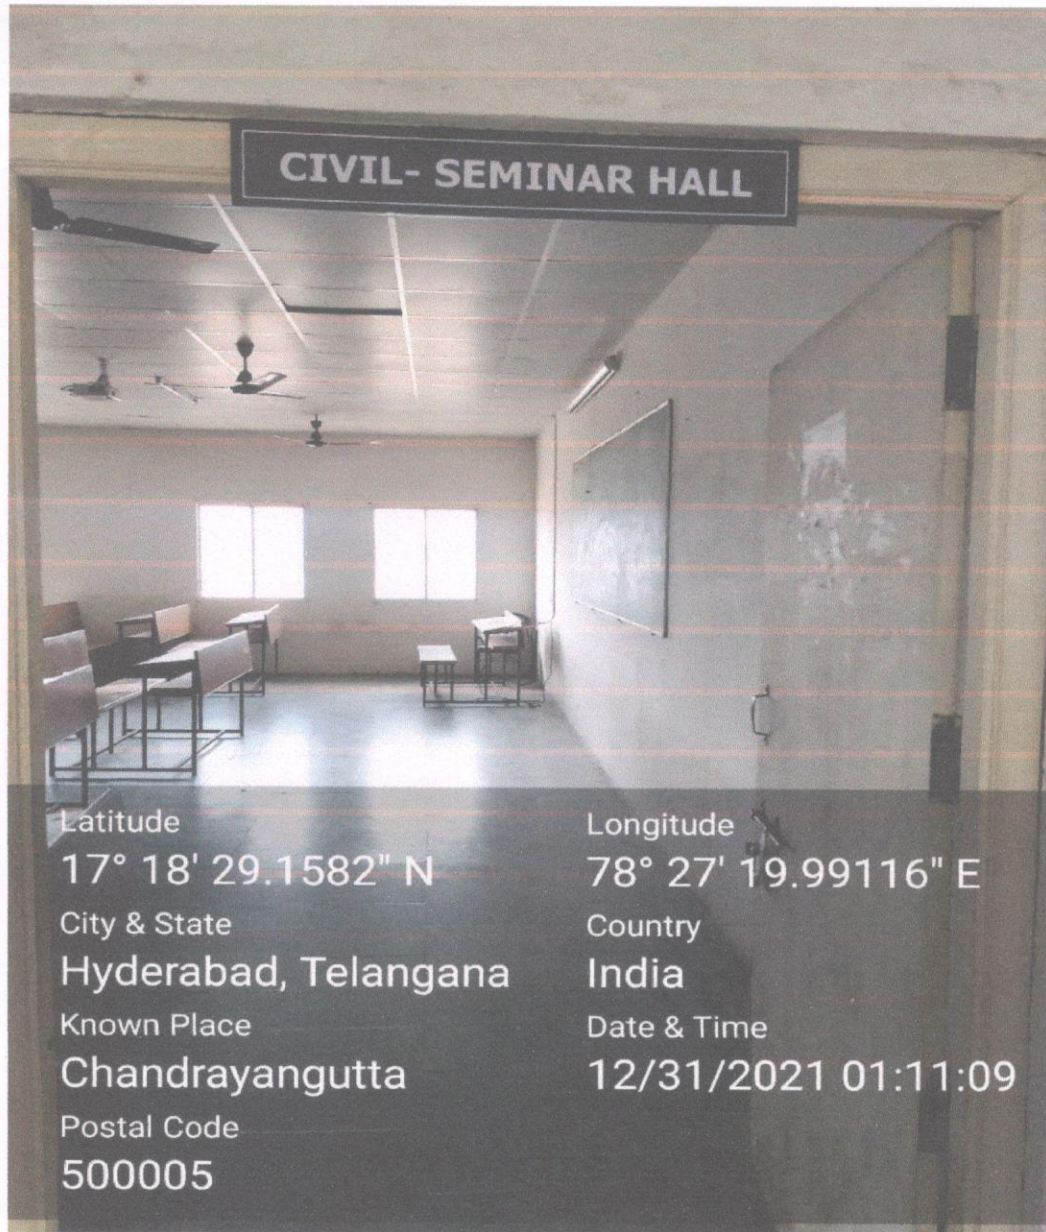 CIVIL- SEMINAR HALL
Latitude
17° 18' 29.1582" N
Longitude
78° 27' 19.99116" E
City & State
Hyderabad, Telangana
Country
India
Known Place
Chandrayangutta
Date & Time
12/31/2021 01:11:09
Postal Code
500005